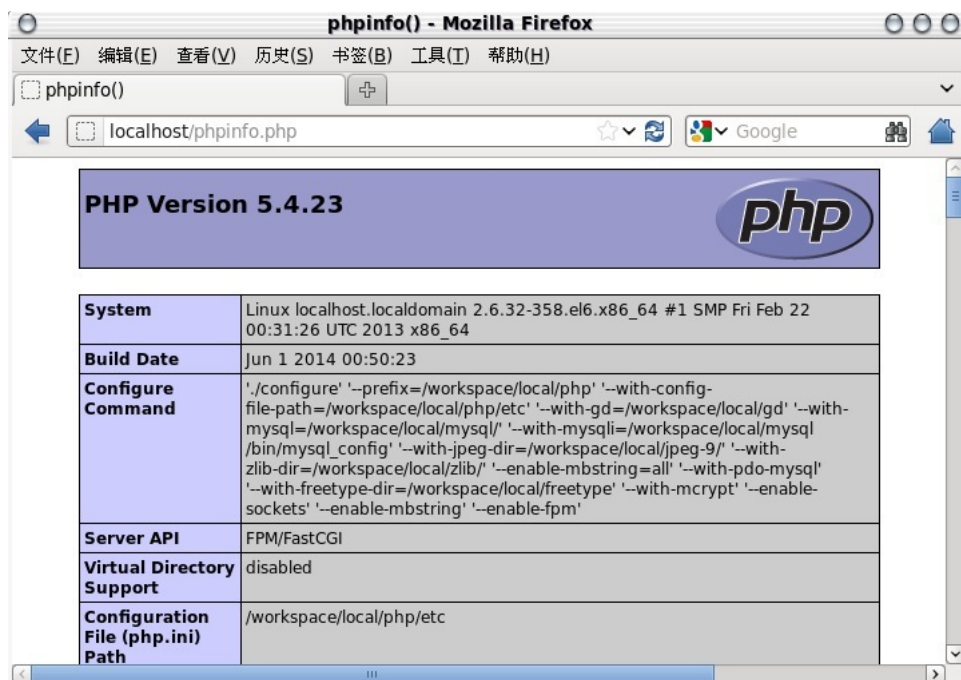 phpinfo() - Mozilla Firefox
文件(F) 编辑(E) 查看(V) 历史(S) 书签(B) 工具(T) 帮助(H)
phpinfo()
localhost/phpinfo.php
Google
PHP Version 5.4.23
php
System
Linux localhost.localdomain 2.6.32-358.el6.x86_64 #1 SMP Fri Feb 22
00:31:26 UTC 2013 x86_64
Build Date
Jun 1 2014 00:50:23
Configure
Command
'./configure' '--prefix=/workspace/local/php' '--with-config-
file-path=/workspace/local/php/etc' '--with-gd=/workspace/local/gd' '--with-
mysql=/workspace/local/mysql/' '--with-mysqli=/workspace/local/mysql
/bin/mysql_config' '--with-jpeg-dir=/workspace/local/jpeg-9/' '--with-
zlib-dir=/workspace/local/zlib/' '--enable-mbstring=all' '--with-pdo-mysql'
'--with-freetype-dir=/workspace/local/freetype' '--with-mcrypt' '--enable-
sockets' '--enable-mbstring' '--enable-fpm'
Server API
FPM/FastCGI
Virtual Directory
Support
disabled
Configuration
File (php.ini)
Path
/workspace/local/php/etc